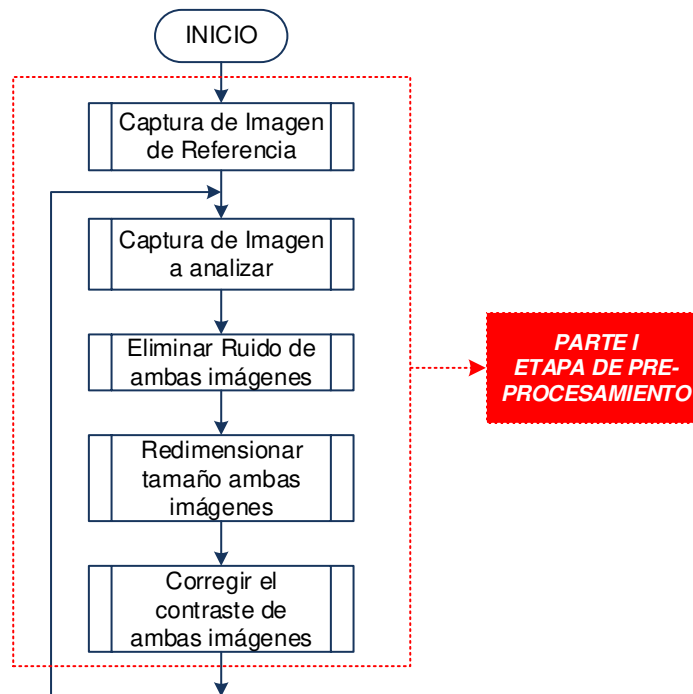 INICIO
Captura de Imagen
de Referencia
Captura de Imagen
a analizar
Eliminar Ruido de
ambas imágenes
PARTE I
ETAPA DE PRE-
PROCESAMIENTO
Redimensionar
tamaño ambas
imágenes
Corregir el
contraste de
ambas imágenes